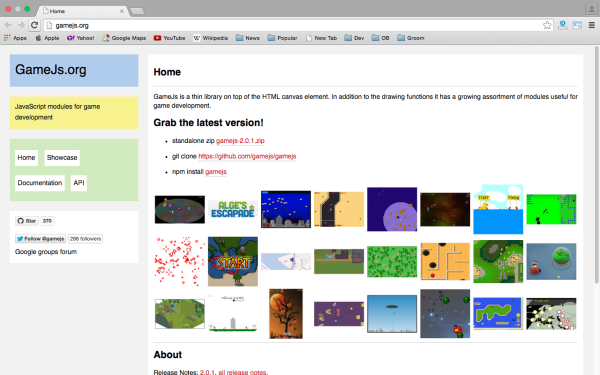 Home
gamejs.org
Apps
Apple
Yahoo!
Google Maps
YouTube
Wikipedia
News
Popular
New Tab
Dev
OB
Groom
GameJs.org
JavaScript modules for game
development
Home
Showcase
Documentation
API
Star
370
Follow @gamejs
286 followers
Google groups forum
Home
GameJs is a thin library on top of the HTML canvas element. In addition to the drawing functions it has a growing assortment of modules useful for
game development.
Grab the latest version!
standalone zip gamejs-2.0.1.zip
git clone https://github.com/gamejs/gamejs
npm install gamejs
ALGE'S
ESCAPADE
START
About
Release Notes: 2.0.1, all release notes.